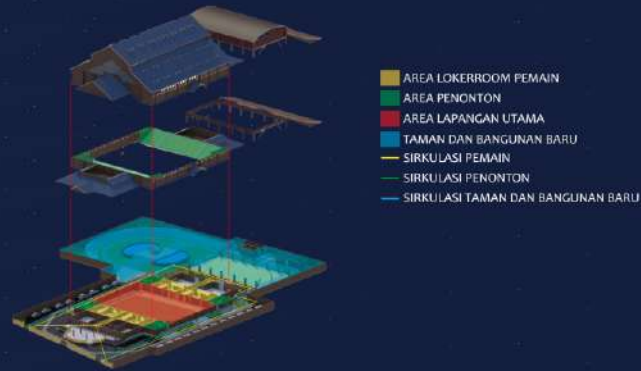 AREA LOKERROOM PEMAIN
AREA PENONTON
AREA LAPANGAN UTAMA
TAMAN DAN BANGUNAN BARU
SIRKULASI PEMAIN
SIRKULASI PENONTON
SIRKULASI TAMAN DAN BANGUNAN BARU